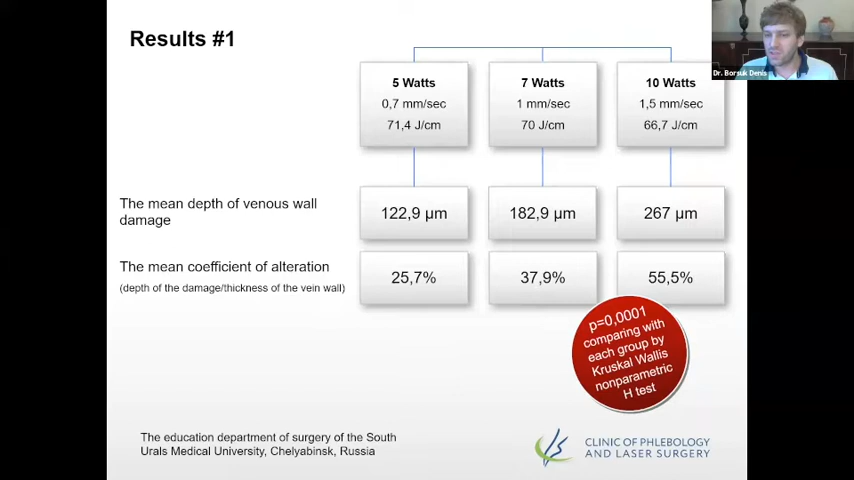 Results #1
Dr. Borsuk Denis
5 Watts
0,7 mm/sec
71,4 J/cm
7 Watts
1 mm/sec
70 J/cm
10 Watts
1,5 mm/sec
66,7 J/cm
The mean depth of venous wall
damage
122,9 µm
182,9 µm
267 µm
The mean coefficient of alteration
(depth of the damage/thickness of the vein wall)
25,7%
37,9%
55,5%
p=0,0001
comparing with
each group by
Kruskal Wallis
nonparametric
H test
The education department of surgery of the South
Urals Medical University, Chelyabinsk, Russia
CLINIC OF PHLEBOLOGY
AND LASER SURGERY